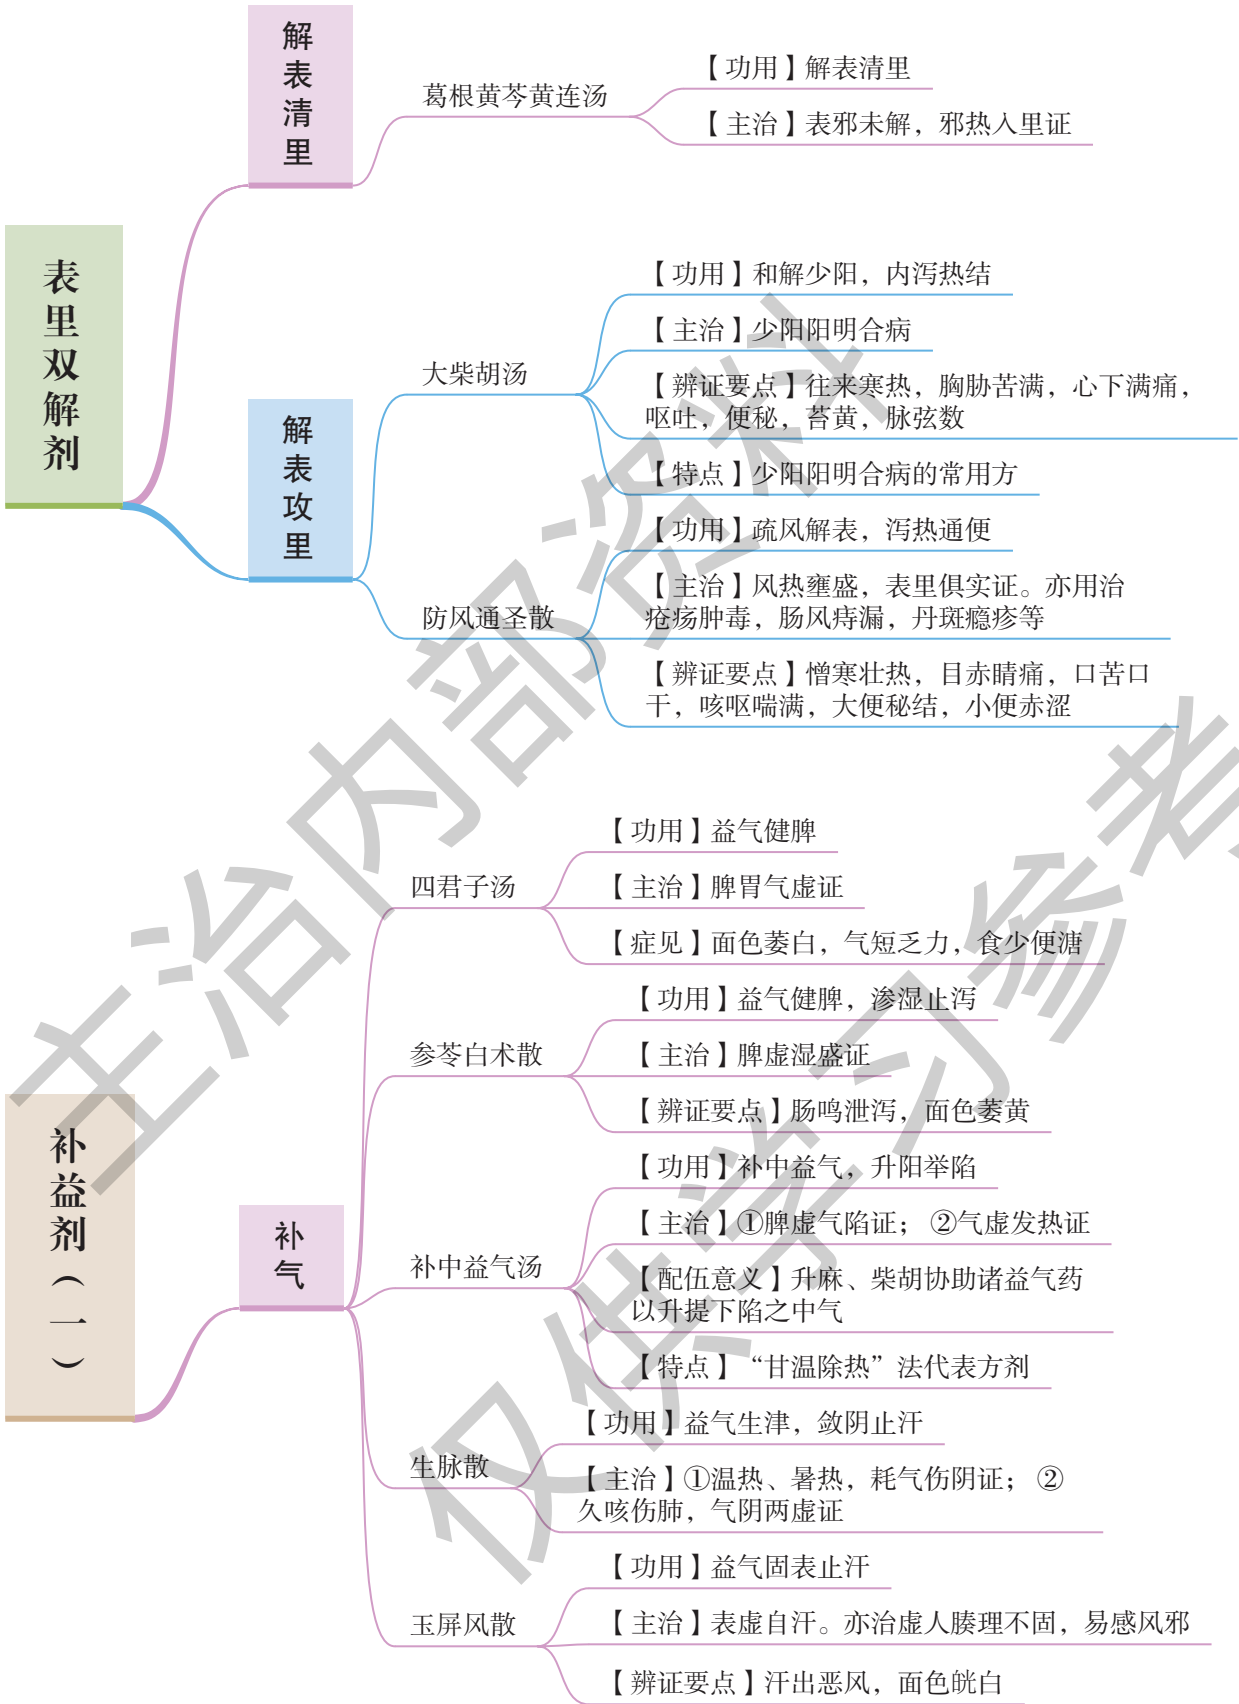 表里双解剂
解表清里
葛根黄芩黄连汤
【功用】解表清里
【主治】表邪未解，邪热入里证
解表攻里
大柴胡汤
【功用】和解少阳，内泻热结
【主治】少阳阳明合病
【辨证要点】往来寒热，胸胁苦满，心下满痛，
呕吐，便秘，苔黄，脉弦数
【特点】少阳阳明合病的常用方
防风通圣散
【功用】疏风解表，泻热通便
【主治】风热壅盛，表里俱实证。亦用治
疮疡肿毒，肠风痔漏，丹斑瘾疹等
【辨证要点】憎寒壮热，目赤睛痛，口苦口
干，咳呕喘满，大便秘结，小便赤涩
补益剂（一）
补气
四君子汤
【功用】益气健脾
【主治】脾胃气虚证
【症见】面色萎白，气短乏力，食少便溏
参苓白术散
【功用】益气健脾，渗湿止泻
【主治】脾虚湿盛证
【辨证要点】肠鸣泄泻，面色萎黄
补中益气汤
【功用】补中益气，升阳举陷
【主治】①脾虚气陷证；②气虚发热证
【配伍意义】升麻、柴胡协助诸益气药
以升提下陷之中气
【特点】“甘温除热”法代表方剂
生脉散
【功用】益气生津，敛阴止汗
【主治】①温热、暑热，耗气伤阴证；②
久咳伤肺，气阴两虚证
玉屏风散
【功用】益气固表止汗
【主治】表虚自汗。亦治虚人腠理不固，易感风邪
【辨证要点】汗出恶风，面色㿠白
主治内部资料
仅供学习参考